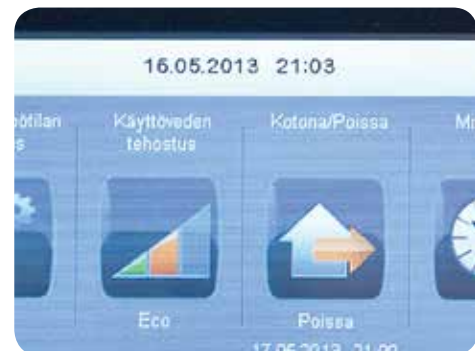 16.05.2013 21:03
Käyttöveden
tehostus
Kotona/Poissa
Eco
Poissa